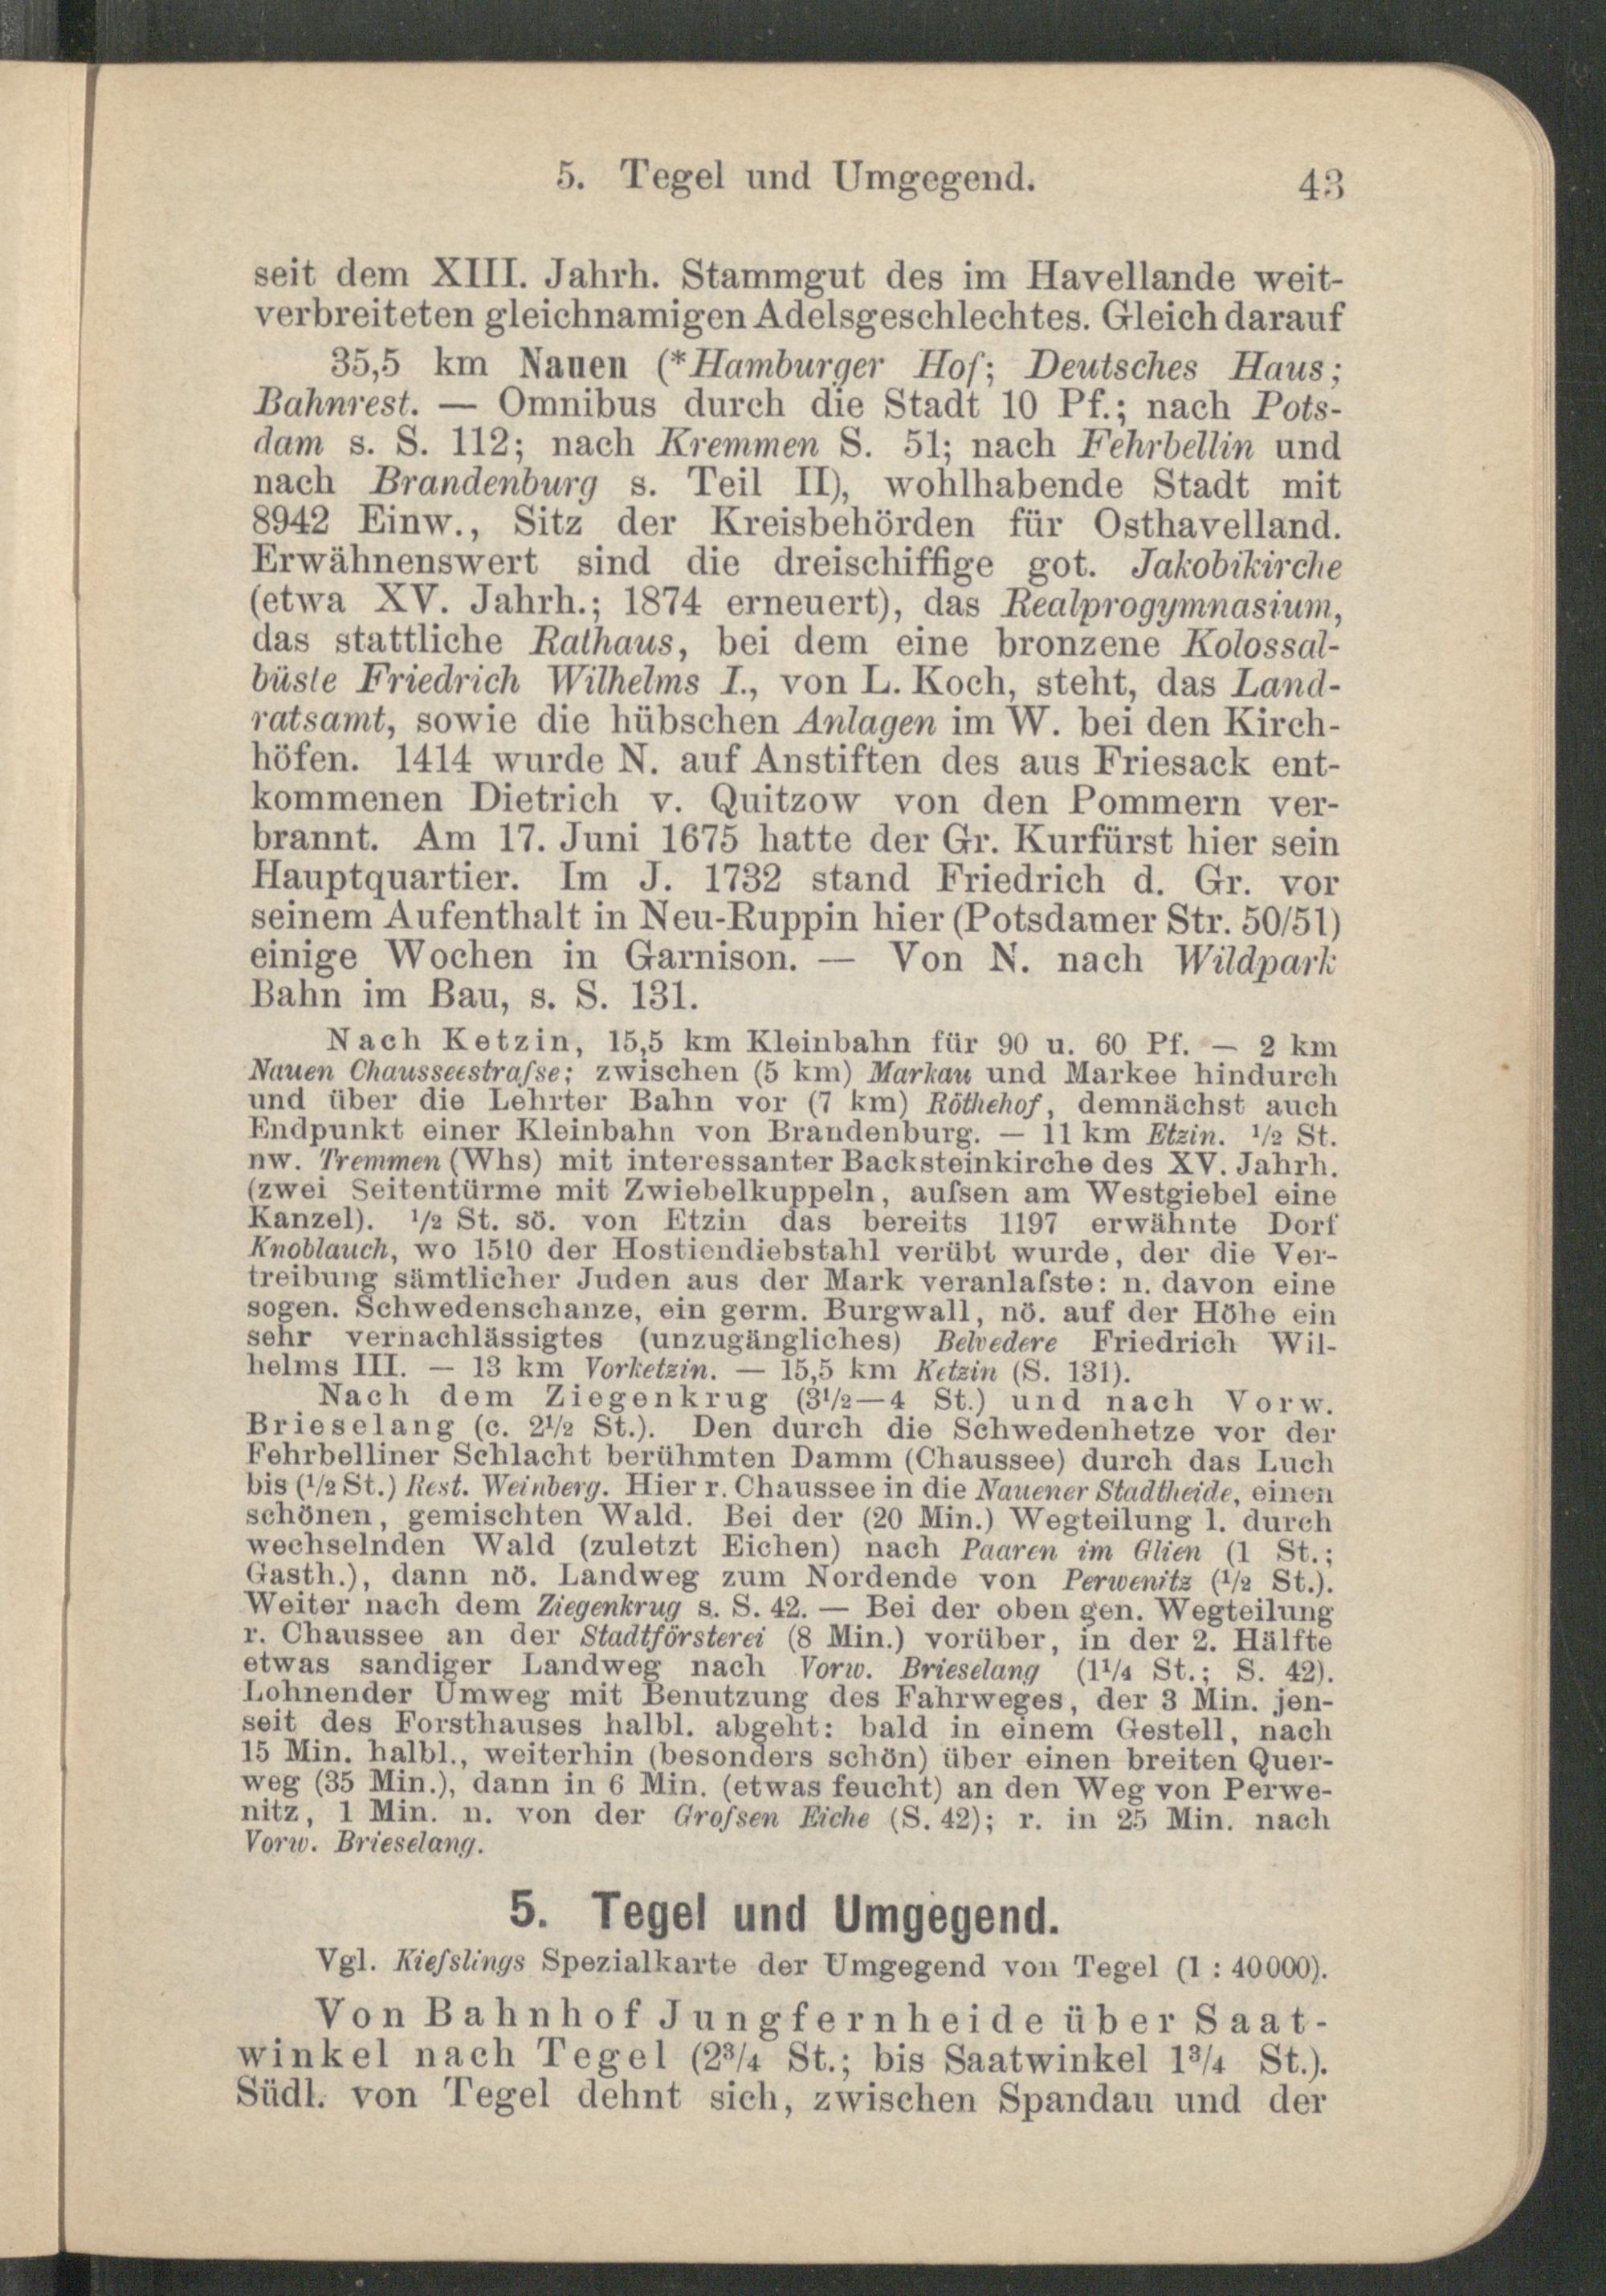 5. Tegel und Umgegend. 43
seit dem XIII. Jahrh. Stammgut des im Havellande weit-
verbreiteten gleichnamigen Adelsgeschlechtes. Gleich darauf
35,5 km Nauen (*Hamburger Hof; Deutsches Haus;
Bahnrest. — Omnibus durch die Stadt 10 Pf.; nach Pots-
dam s. S. 112; nach Kremmen S. 51; nach Fehrbellin und
nach Brandenburg s. Teil II), wohlhabende Stadt mit
8942 Einw., Sitz der Kreisbehörden für Osthavelland.
Erwähnenswert sind die dreischiffige got. Jakobikirche
(etwa XV. Jahrh.; 1874 erneuert), das Realprogymnasium,
das stattliche Rathaus, bei dem eine bronzene Kolossal-
büste Friedrich Wilhelms I., von L. Koch, steht, das Land-
ratsamt, sowie die hübschen Anlagen im W. bei den Kirch-
höfen. 1414 wurde N. auf Anstiften des aus Friesack ent-
kommenen Dietrich v. Quitzow von den Pommern ver-
brannt. Am 17. Juni 1675 hatte der Gr. Kurfürst hier sein
Hauptquartier. Im J. 1732 stand Friedrich d. Gr. vor
seinem Aufenthalt in Neu-Ruppin hier (Potsdamer Str. 50/51)
einige Wochen in Garnison. — Von N. nach Wildpark
Bahn im Bau, s. S. 131.
Nach Ketzin, 15,5 km Kleinbahn für 90 u. 60 Pf. — 2 km
Nauen Chausseestraſse; zwischen (5 km) Markau und Markee hindurch
und über die Lehrter Bahn vor (7 km) Röthehof, demnächst auch
Endpunkt einer Kleinbahn von Brandenburg. — 11 km Etzin. 1/2 St.
nw. Tremmen (Whs) mit interessanter Backsteinkirche des XV. Jahrh.
(zwei Seitentürme mit Zwiebelkuppeln, auſsen am Westgiebel eine
Kanzel). 1/2 St. sö. von Etzin das bereits 1197 erwähnte Dorf
Knoblauch, wo 1510 der Hostiendiebstahl verübt wurde, der die Ver-
treibung sämtlicher Juden aus der Mark veranlaſste: n. davon eine
sogen. Schwedenschanze, ein germ. Burgwall, nö. auf der Höhe ein
sehr vernachlässigtes (unzugängliches) Belvedere Friedrich Wil-
helms III. — 13 km Vorketzin. — 15,5 km Ketzin (S. 131).
Nach dem Ziegenkrug (3 1/2—4 St.) und nach Vorw.
Brieselang (c. 2 1/2 St.). Den durch die Schwedenhetze vor der
Fehrbelliner Schlacht berühmten Damm (Chaussee) durch das Luch
bis (1/2 St.) Rest. Weinberg. Hier r. Chaussee in die Nauener Stadtheide, einen
schönen, gemischten Wald. Bei der (20 Min.) Wegteilung l. durch
wechselnden Wald (zuletzt Eichen) nach Paaren im Glien (1 St.;
Gasth.), dann nö. Landweg zum Nordende von Perwenitz (1/2 St.).
Weiter nach dem Ziegenkrug s. S. 42. — Bei der oben gen. Wegteilung
r. Chaussee an der Stadtförsterei (8 Min.) vorüber, in der 2. Hälfte
etwas sandiger Landweg nach Vorw. Brieselang (1 1/4 St.; S. 42).
Lohnender Umweg mit Benutzung des Fahrweges, der 3 Min. jen-
seit des Forsthauses halbl. abgeht: bald in einem Gestell, nach
15 Min. halbl., weiterhin (besonders schön) über einen breiten Quer-
weg (35 Min.), dann in 6 Min. (etwas feucht) an den Weg von Perwe-
nitz, 1 Min. n. von der Groſsen Eiche (S. 42); r. in 25 Min. nach
Vorw. Brieselang.
5. Tegel und Umgegend.
Vgl. Kieſslings Spezialkarte der Umgegend von Tegel (1 : 40000).
Von Bahnhof Jungfernheide über Saat-
winkel nach Tegel (2 3/4 St.; bis Saatwinkel 1 3/4 St.).
Südl. von Tegel dehnt sich, zwischen Spandau und der